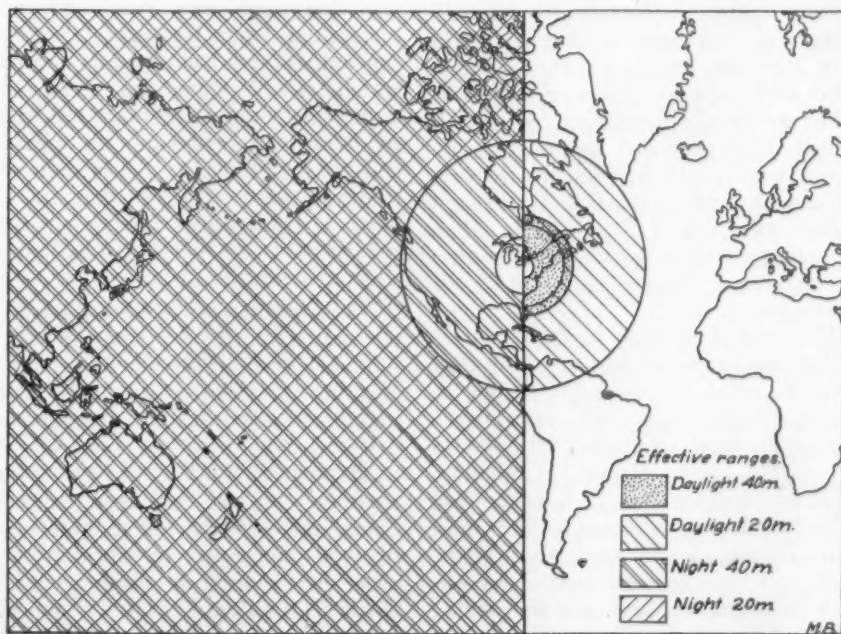 Effective ranges.
Daylight 40m.
Daylight 20m.
Night 40m
Night 20m
M.B.